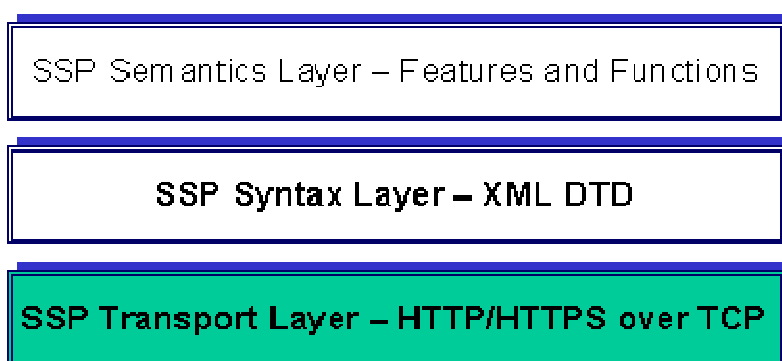 SSP Semantics Layer – Features and Functions
SSP Syntax Layer – XML DTD
SSP Transport Layer – HTTP/HTTPS over TCP